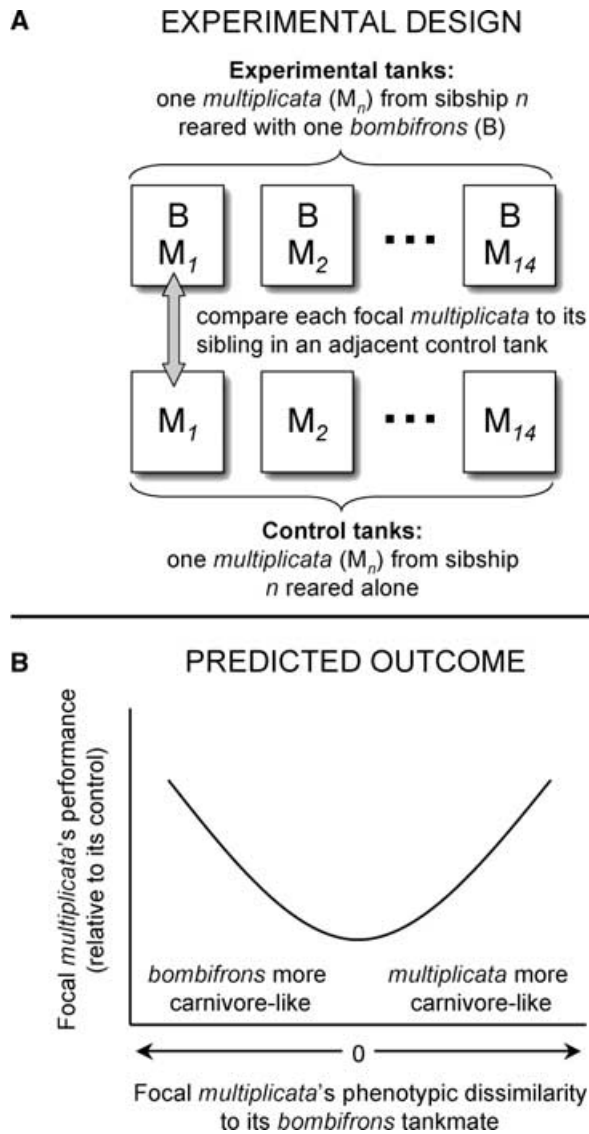 A EXPERIMENTAL DESIGN
Experimental tanks:
one multiplicata (Mn) from sibship n
reared with one bombifrons (B)
B B B
M1 M2 ... M14
compare each focal multiplicata to its
sibling in an adjacent control tank
M1 M2 ... M14
Control tanks:
one multiplicata (Mn) from sibship
n reared alone
B PREDICTED OUTCOME
Focal multiplicata's performance
(relative to its control)
bombifrons more multiplicata more
carnivore-like carnivore-like
0
Focal multiplicata's phenotypic dissimilarity
to its bombifrons tankmate